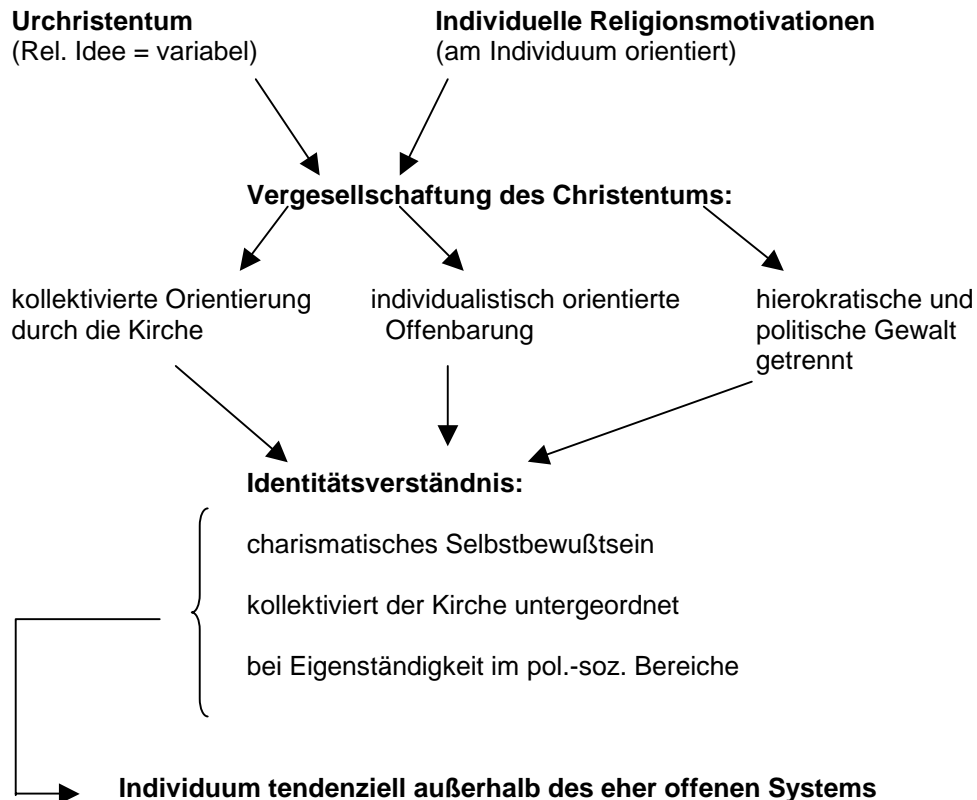 Urchristentum
(Rel. Idee = variabel)
Individuelle Religionsmotivationen
(am Individuum orientiert)
Vergesellschaftung des Christentums:
kollektivierte Orientierung
durch die Kirche
individualistisch orientierte
Offenbarung
hierokratische und
politische Gewalt
getrennt
Identitätsverständnis:
charismatisches Selbstbewußtsein
kollektiviert der Kirche untergeordnet
bei Eigenständigkeit im pol.-soz. Bereiche
Individuum tendenziell außerhalb des eher offenen Systems